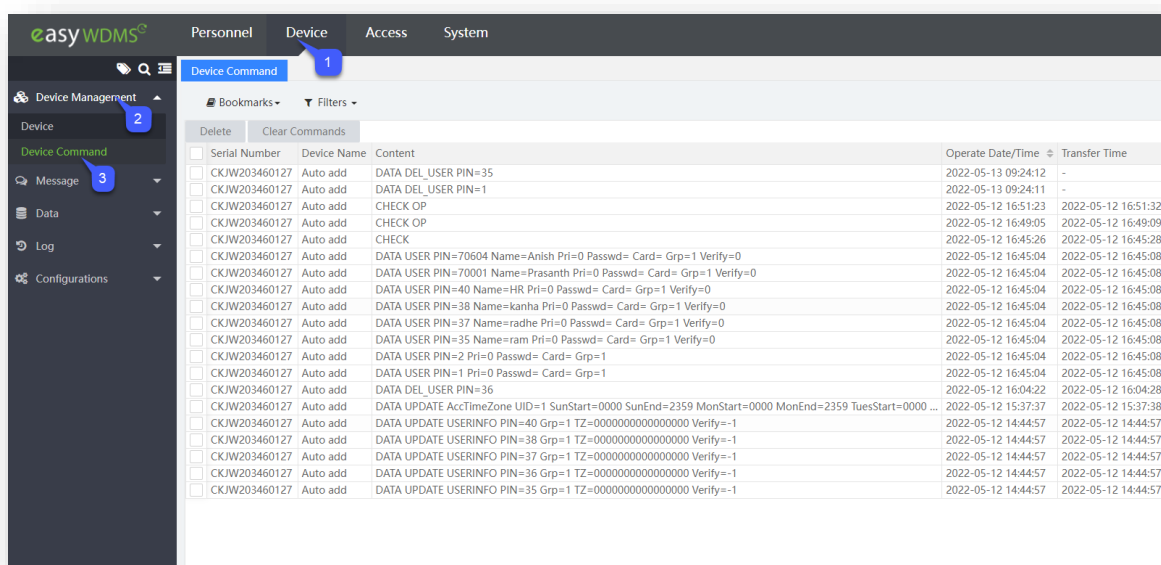 easy WDMS
Personnel Device Access System
1
Device Command
Device Management
2
Device
Device Command
3
Message
Data
Log
Configurations
Bookmarks Filters
Delete Clear Commands
Serial Number Device Name Content Operate Date/Time Transfer Time
CKJW203460127 Auto add DATA DEL_USER PIN=35 2022-05-13 09:24:12 -
CKJW203460127 Auto add DATA DEL_USER PIN=1 2022-05-13 09:24:11 -
CKJW203460127 Auto add CHECK OP 2022-05-12 16:51:23 2022-05-12 16:51:32
CKJW203460127 Auto add CHECK OP 2022-05-12 16:49:05 2022-05-12 16:49:09
CKJW203460127 Auto add CHECK 2022-05-12 16:45:26 2022-05-12 16:45:28
CKJW203460127 Auto add DATA USER PIN=70604 Name=Anish Pri=0 Passwd= Card= Grp=1 Verify=0 2022-05-12 16:45:04 2022-05-12 16:45:08
CKJW203460127 Auto add DATA USER PIN=70001 Name=Prasanth Pri=0 Passwd= Card= Grp=1 Verify=0 2022-05-12 16:45:04 2022-05-12 16:45:08
CKJW203460127 Auto add DATA USER PIN=40 Name=HR Pri=0 Passwd= Card= Grp=1 Verify=0 2022-05-12 16:45:04 2022-05-12 16:45:08
CKJW203460127 Auto add DATA USER PIN=38 Name=kanha Pri=0 Passwd= Card= Grp=1 Verify=0 2022-05-12 16:45:04 2022-05-12 16:45:08
CKJW203460127 Auto add DATA USER PIN=37 Name=radhe Pri=0 Passwd= Card= Grp=1 Verify=0 2022-05-12 16:45:04 2022-05-12 16:45:08
CKJW203460127 Auto add DATA USER PIN=35 Name=ram Pri=0 Passwd= Card= Grp=1 Verify=0 2022-05-12 16:45:04 2022-05-12 16:45:08
CKJW203460127 Auto add DATA USER PIN=2 Pri=0 Passwd= Card= Grp=1 2022-05-12 16:45:04 2022-05-12 16:45:08
CKJW203460127 Auto add DATA USER PIN=1 Pri=0 Passwd= Card= Grp=1 2022-05-12 16:45:04 2022-05-12 16:45:08
CKJW203460127 Auto add DATA DEL_USER PIN=36 2022-05-12 16:04:22 2022-05-12 16:04:28
CKJW203460127 Auto add DATA UPDATE AccTimeZone UID=1 SunStart=0000 SunEnd=2359 MonStart=0000 MonEnd=2359 TuesStart=0000 ... 2022-05-12 15:37:37 2022-05-12 15:37:38
CKJW203460127 Auto add DATA UPDATE USERINFO PIN=40 Grp=1 TZ=0000000000000000 Verify=-1 2022-05-12 14:44:57 2022-05-12 14:44:57
CKJW203460127 Auto add DATA UPDATE USERINFO PIN=38 Grp=1 TZ=0000000000000000 Verify=-1 2022-05-12 14:44:57 2022-05-12 14:44:57
CKJW203460127 Auto add DATA UPDATE USERINFO PIN=37 Grp=1 TZ=0000000000000000 Verify=-1 2022-05-12 14:44:57 2022-05-12 14:44:57
CKJW203460127 Auto add DATA UPDATE USERINFO PIN=36 Grp=1 TZ=0000000000000000 Verify=-1 2022-05-12 14:44:57 2022-05-12 14:44:57
CKJW203460127 Auto add DATA UPDATE USERINFO PIN=35 Grp=1 TZ=0000000000000000 Verify=-1 2022-05-12 14:44:57 2022-05-12 14:44:57